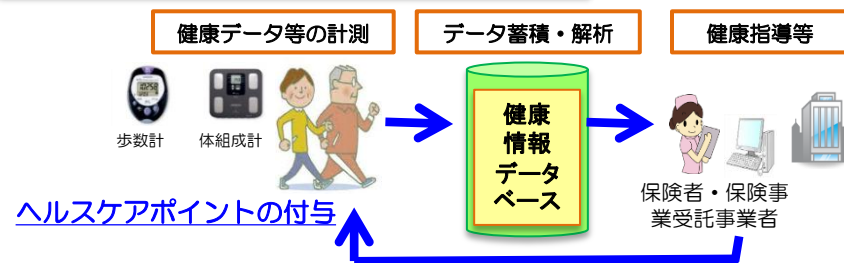 健康データ等の計測
データ蓄積・解析
健康指導等
歩数計
体組成計
健康
情報
データ
ベース
保険者・保険事
業受託事業者
ヘルスケアポイントの付与